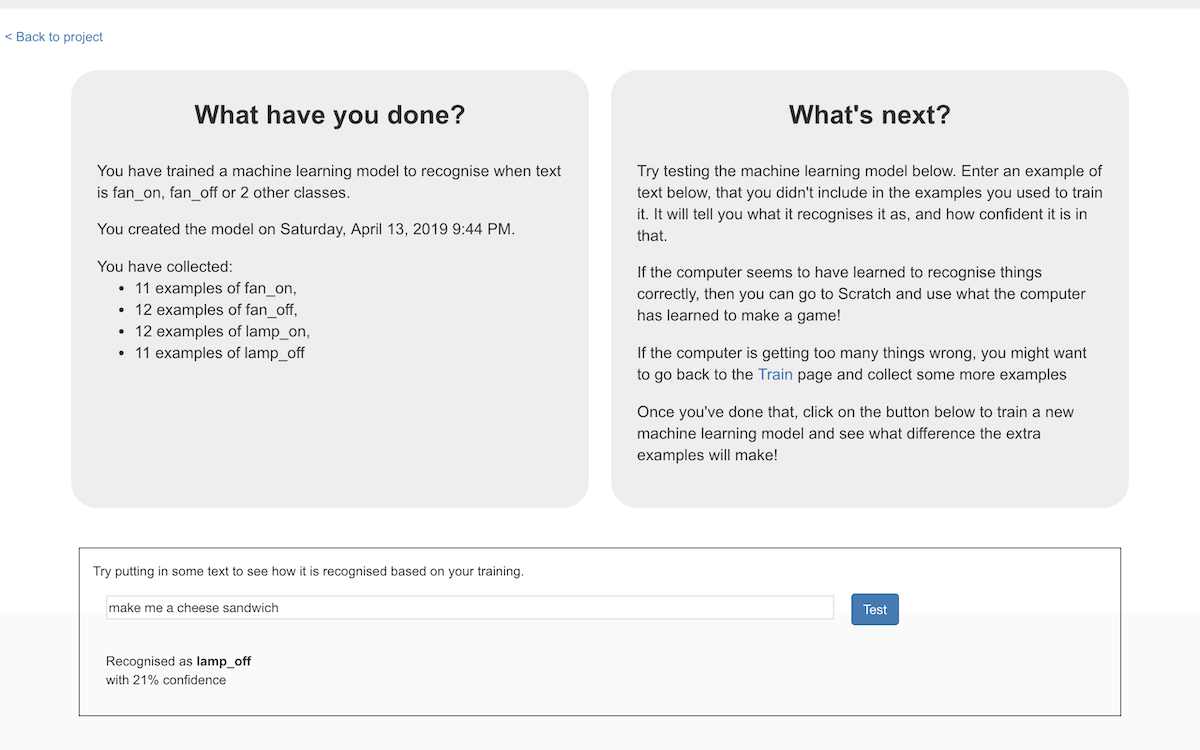 < Back to project
What have you done?
You have trained a machine learning model to recognise when text
is fan_on, fan_off or 2 other classes.
You created the model on Saturday, April 13, 2019 9:44 PM.
You have collected:
• 11 examples of fan_on,
• 12 examples of fan_off,
• 12 examples of lamp_on,
• 11 examples of lamp_off
What's next?
Try testing the machine learning model below. Enter an example of
text below, that you didn't include in the examples you used to train
it. It will tell you what it recognises it as, and how confident it is in
that.
If the computer seems to have learned to recognise things
correctly, then you can go to Scratch and use what the computer
has learned to make a game!
If the computer is getting too many things wrong, you might want
to go back to the Train page and collect some more examples
Once you've done that, click on the button below to train a new
machine learning model and see what difference the extra
examples will make!
Try putting in some text to see how it is recognised based on your training.
make me a cheese sandwich
Test
Recognised as lamp_off
with 21% confidence